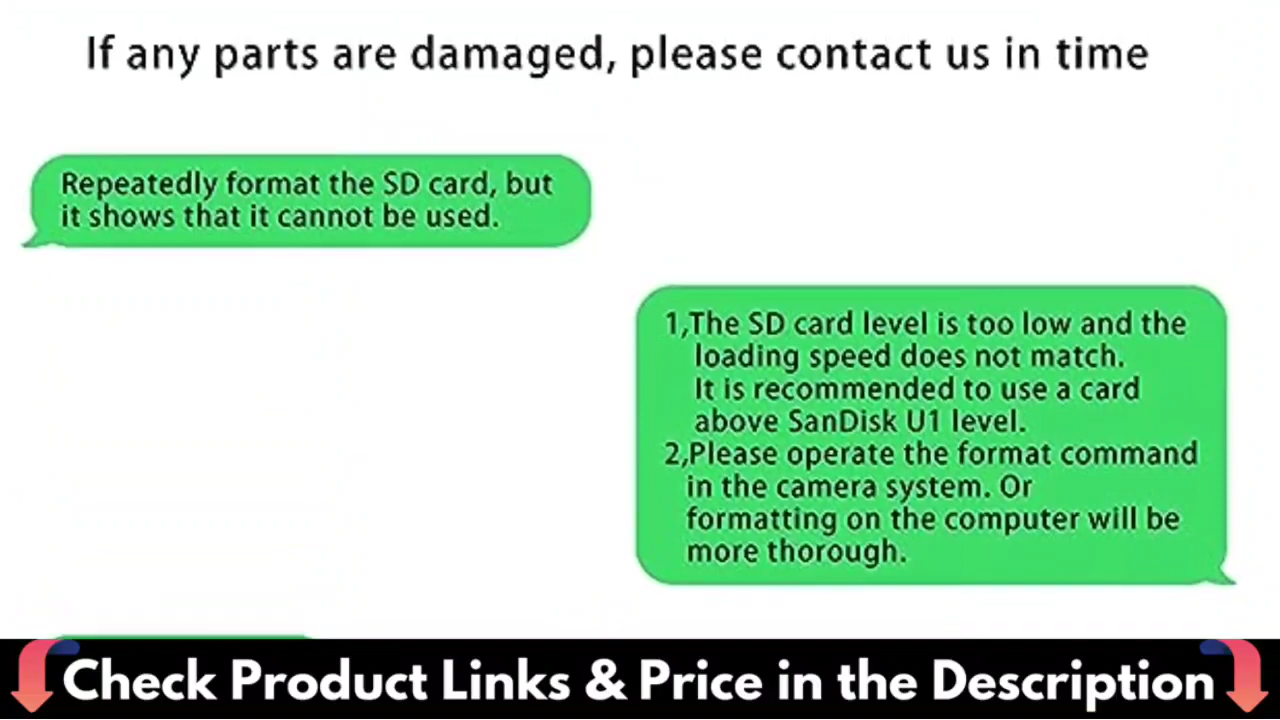 If any parts are damaged, please contact us in time
Repeatedly format the SD card, but
it shows that it cannot be used.
1,The SD card level is too low and the
loading speed does not match.
It is recommended to use a card
above SanDisk U1 level.
2,Please operate the format command
in the camera system. Or
formatting on the computer will be
more thorough.
Check Product Links & Price in the Description